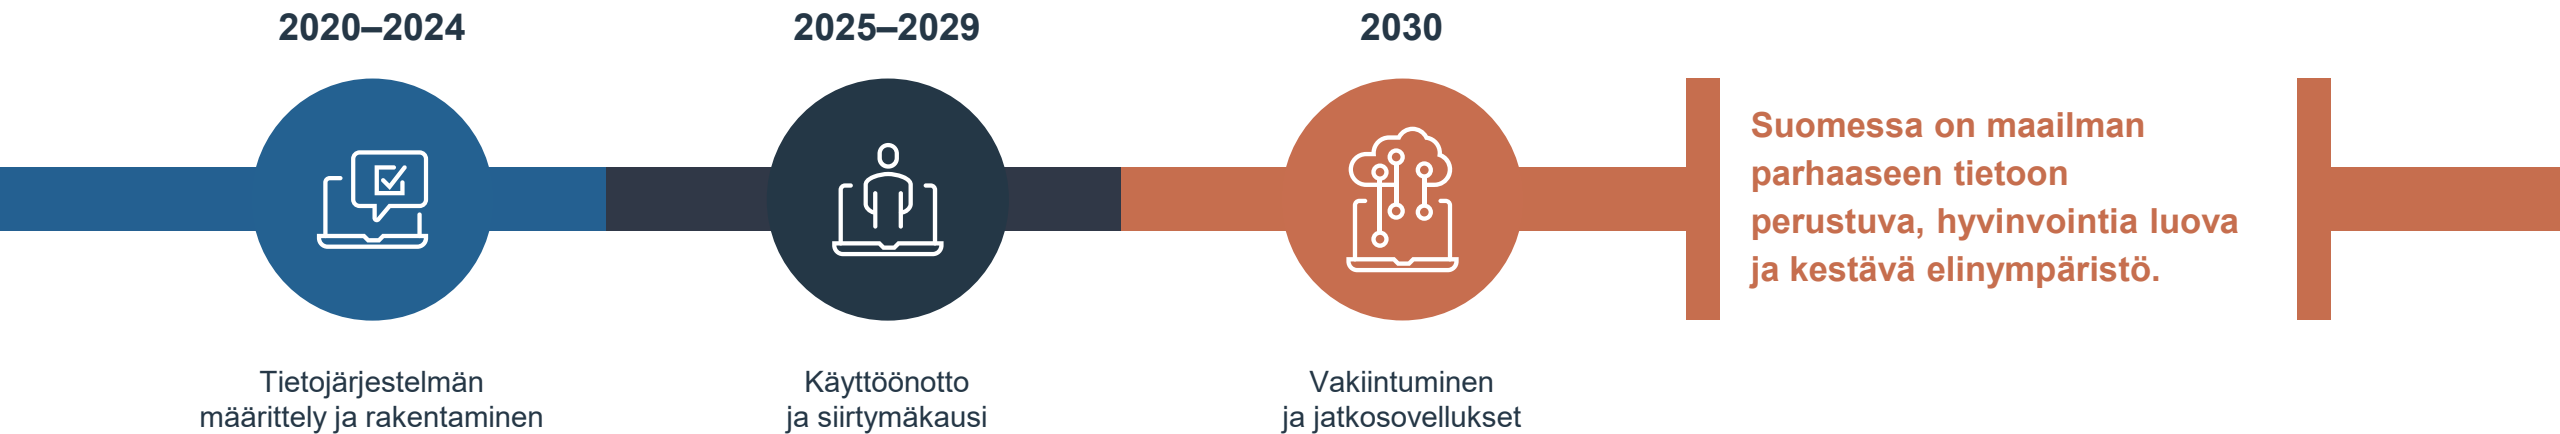 2020–2024
Tietojärjestelmän
määrittely ja rakentaminen
2025–2029
Käyttöönotto
ja siirtymäkausi
2030
Vakiintuminen
ja jatkosovellukset
Suomessa on maailman
parhaaseen tietoon
perustuva, hyvinvointia luova
ja kestävä elinympäristö.